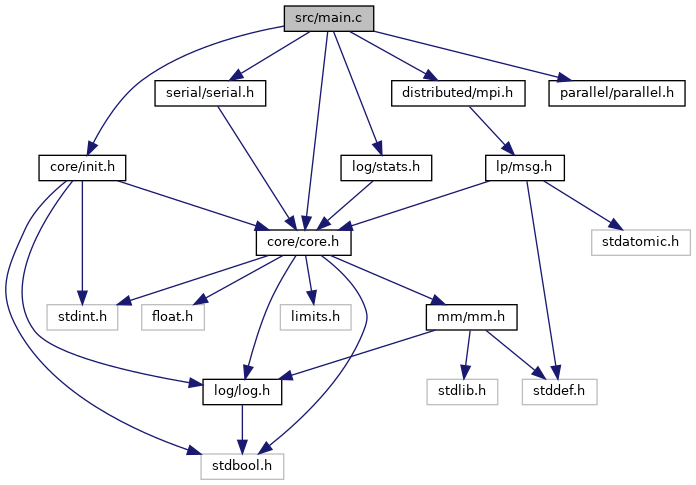 src/main.c
serial/serial.h
distributed/mpi.h
parallel/parallel.h
core/init.h
log/stats.h
lp/msg.h
core/core.h
stdatomic.h
stdint.h
float.h
limits.h
mm/mm.h
log/log.h
stdlib.h
stddef.h
stdbool.h